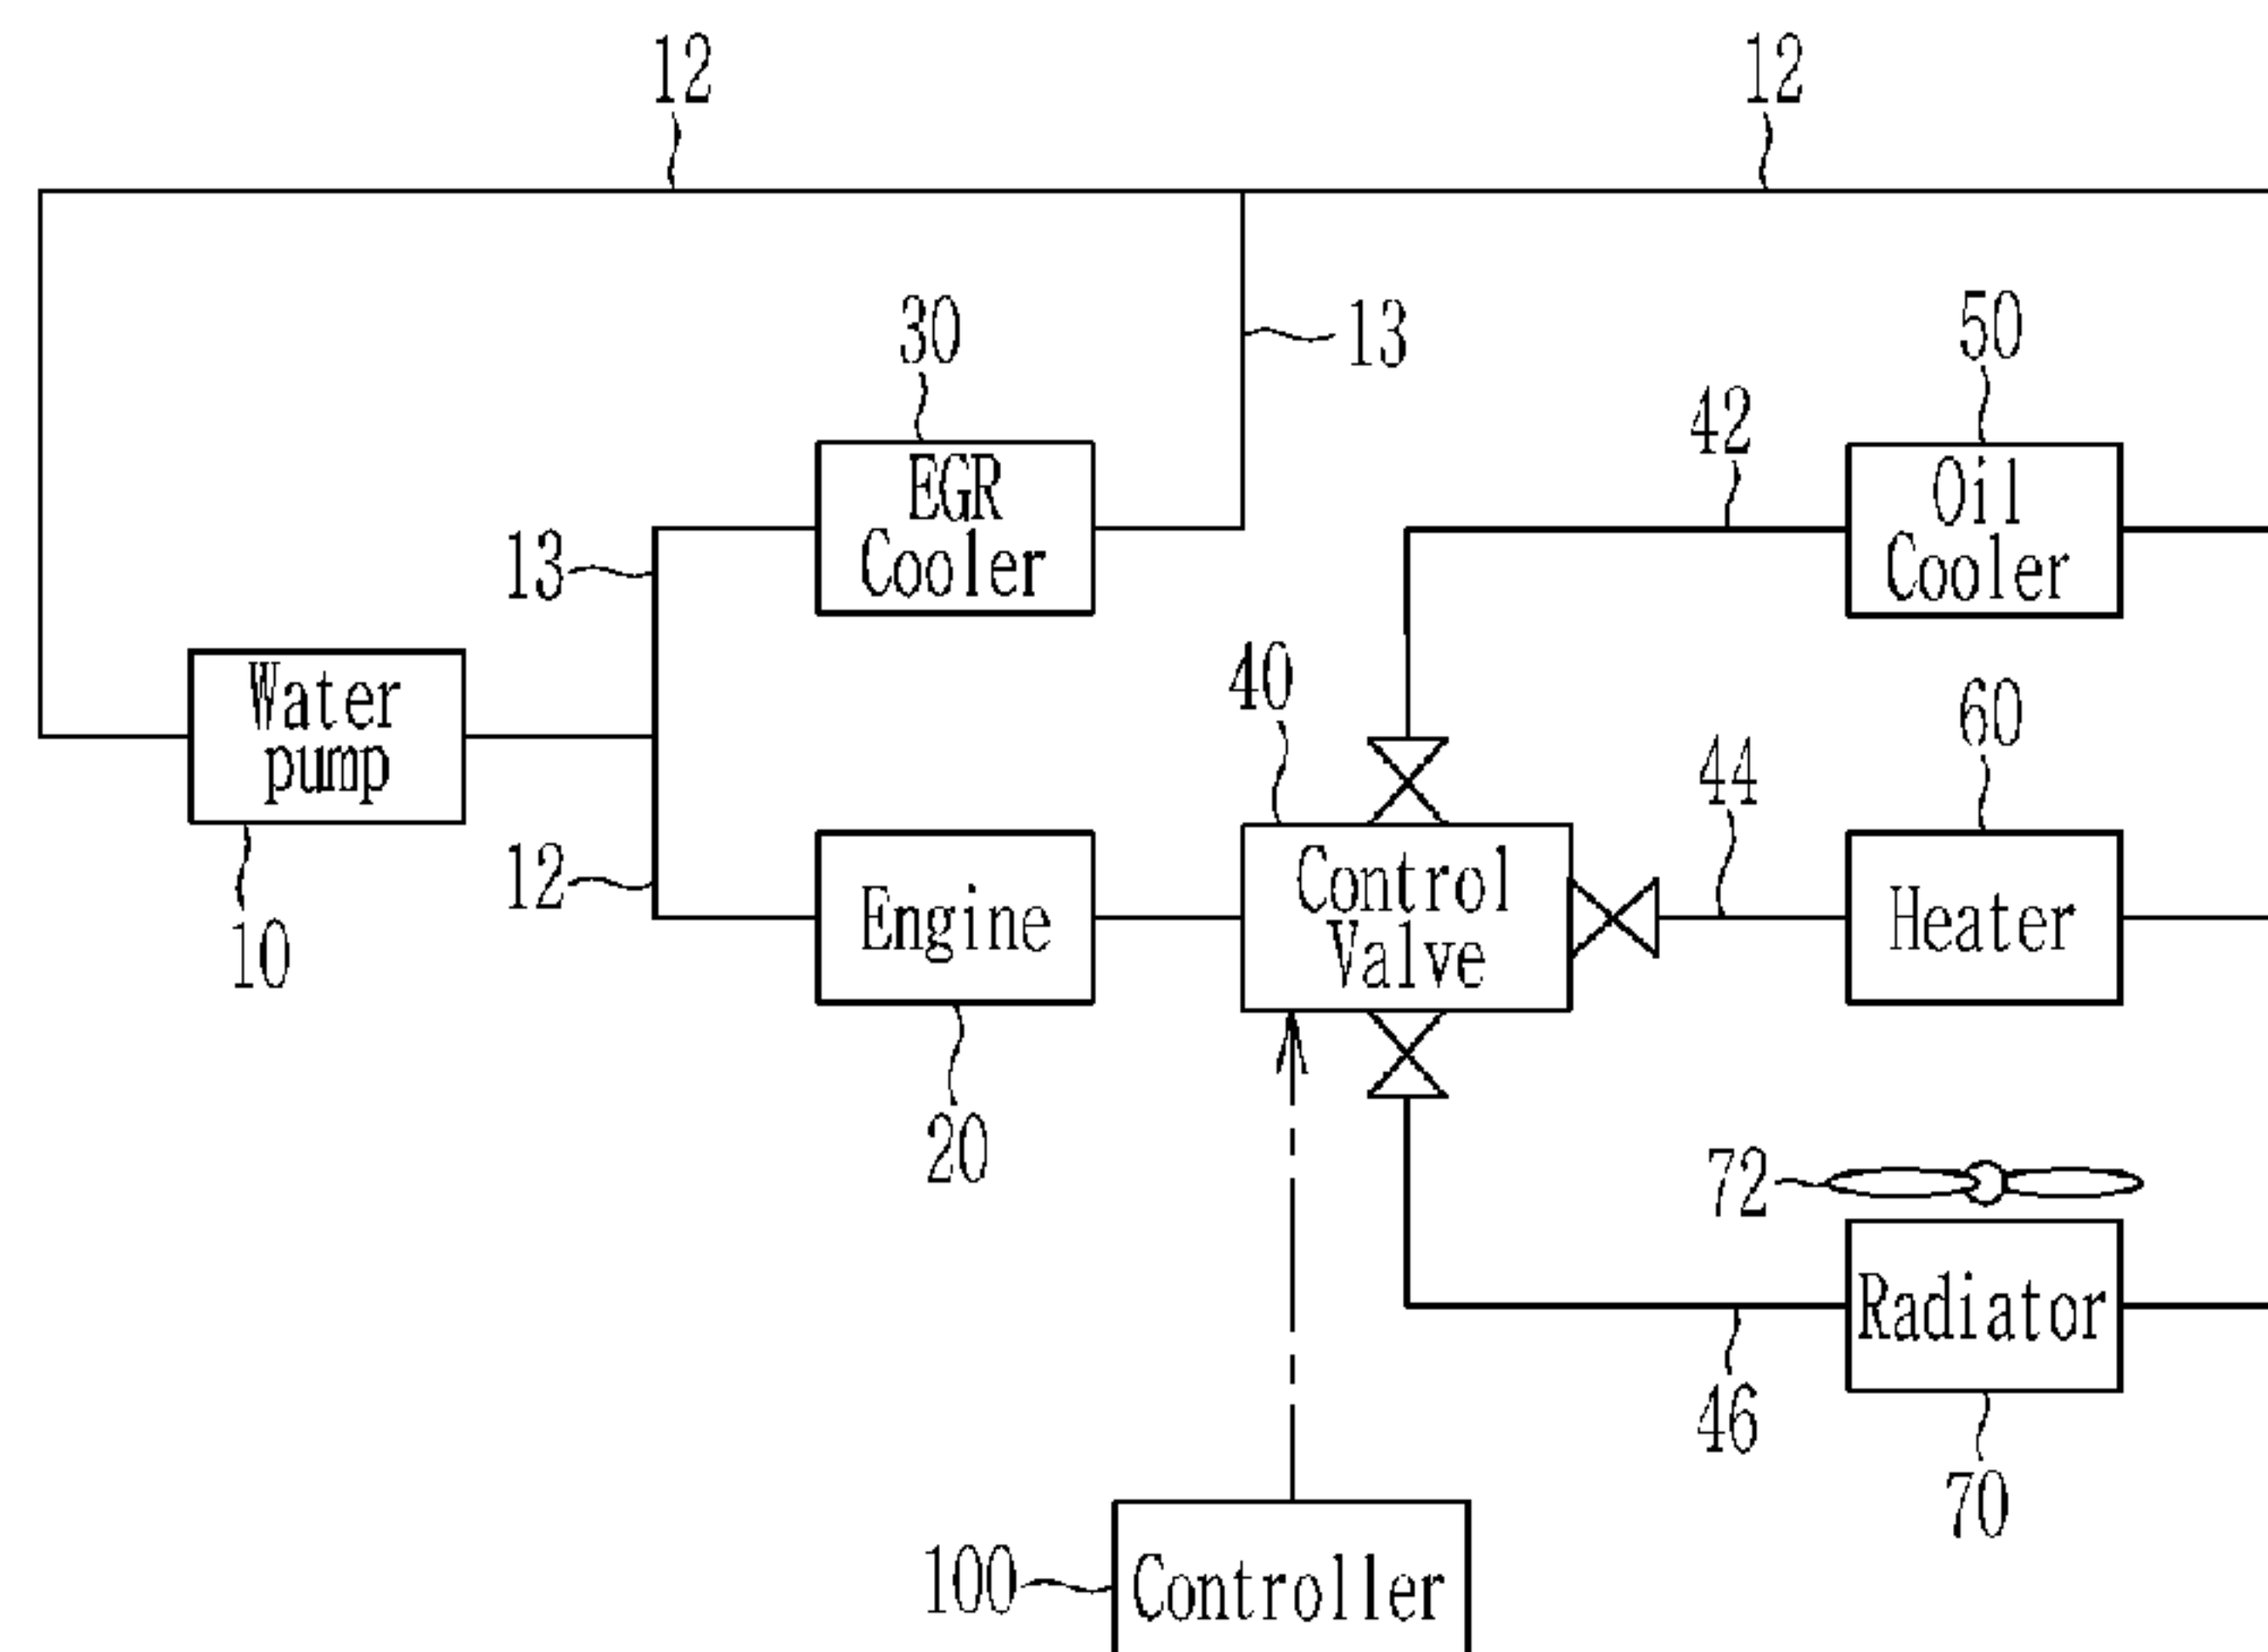 12
12
30
13
50
42
EGR
Cooler
Oil
Cooler
13
40
60
Water
pump
44
12
Engine
Control
Valve
Heater
10
20
72
Radiator
46
70
100
Controller